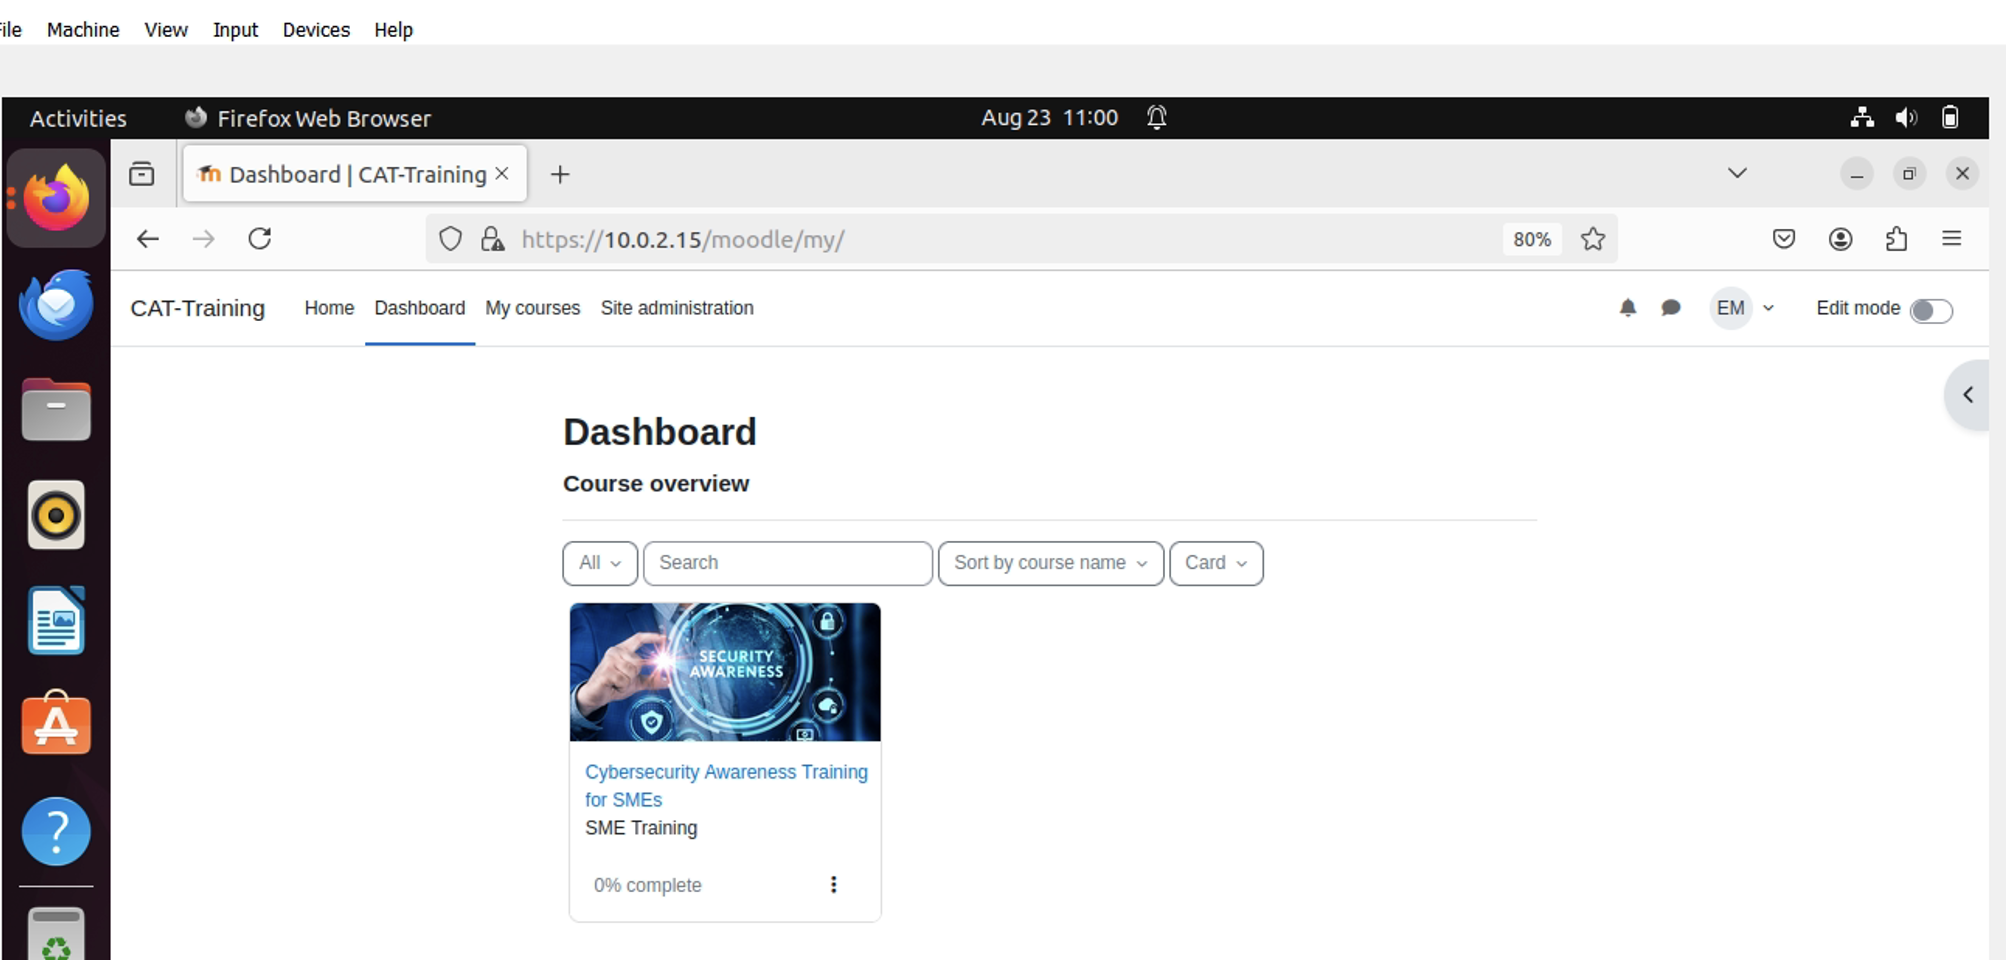 ile Machine View Input Devices Help
Activities Firefox Web Browser Aug 23 11:00
Dashboard | CAT-Training
https://10.0.2.15/moodle/my/ 80%
CAT-Training Home Dashboard My courses Site administration EM Edit mode
Dashboard
Course overview
All Search Sort by course name Card
SECURITY
AWARENESS
Cybersecurity Awareness Training
for SMEs
SME Training
0% complete